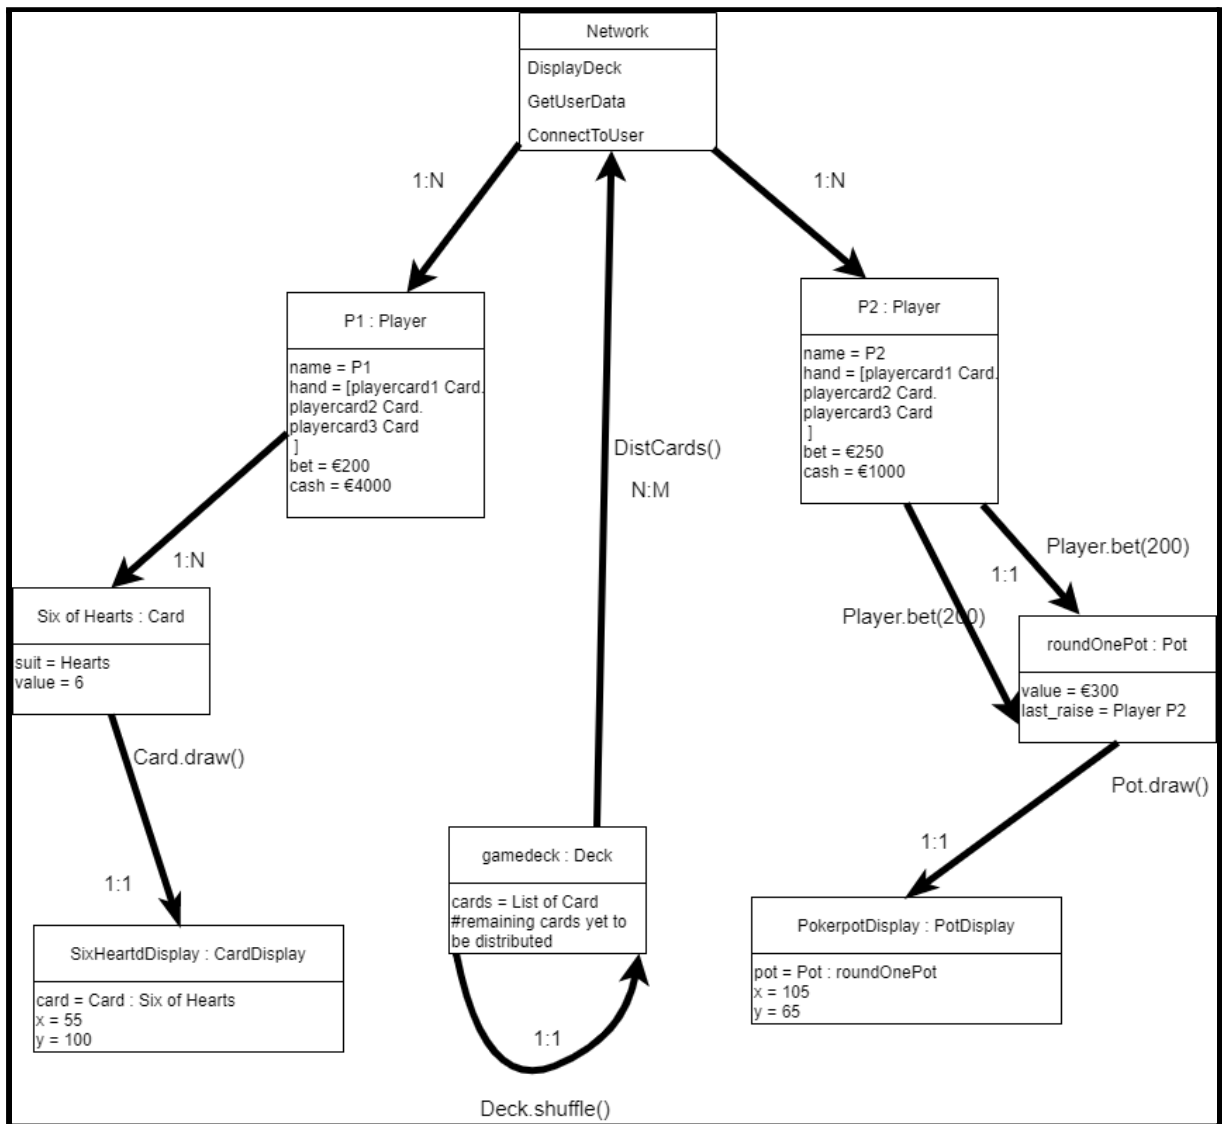 Network
DisplayDeck
GetUserData
ConnectToUser
1:N
1:N
P1 : Player
name = P1
hand = [playercard1 Card.
playercard2 Card.
playercard3 Card
]
bet = €200
cash = €4000
P2 : Player
name = P2
hand = [playercard1 Card.
playercard2 Card.
playercard3 Card
]
bet = €250
cash = €1000
DistCards()
N:M
1:N
Player.bet(200)
1:1
Player.bet(200)
Six of Hearts : Card
suit = Hearts
value = 6
roundOnePot : Pot
value = €300
last_raise = Player P2
Card.draw()
1:1
Pot.draw()
1:1
gamedeck : Deck
cards = List of Card
#remaining cards yet to
be distributed
SixHeartdDisplay : CardDisplay
card = Card : Six of Hearts
x = 55
y = 100
PokerpotDisplay : PotDisplay
pot = Pot : roundOnePot
x = 105
y = 65
1:1
Deck.shuffle()